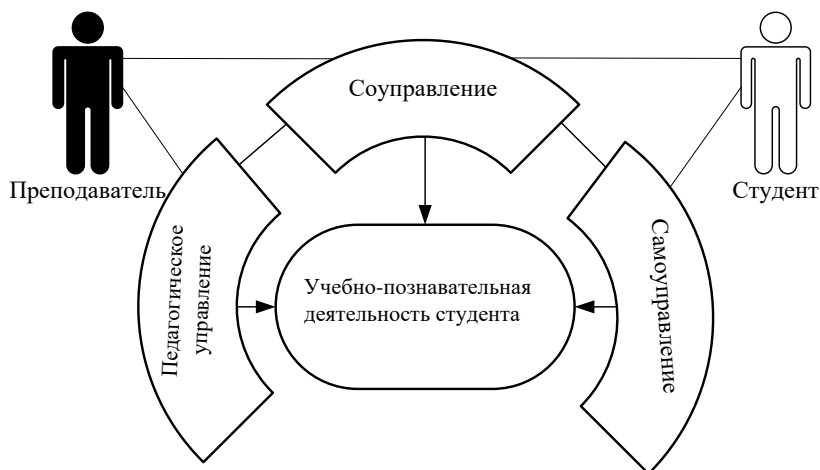 Соуправление
Преподаватель
Студент
Педагогическое
управление
Учебно-познавательная
деятельность студента
Самоуправление